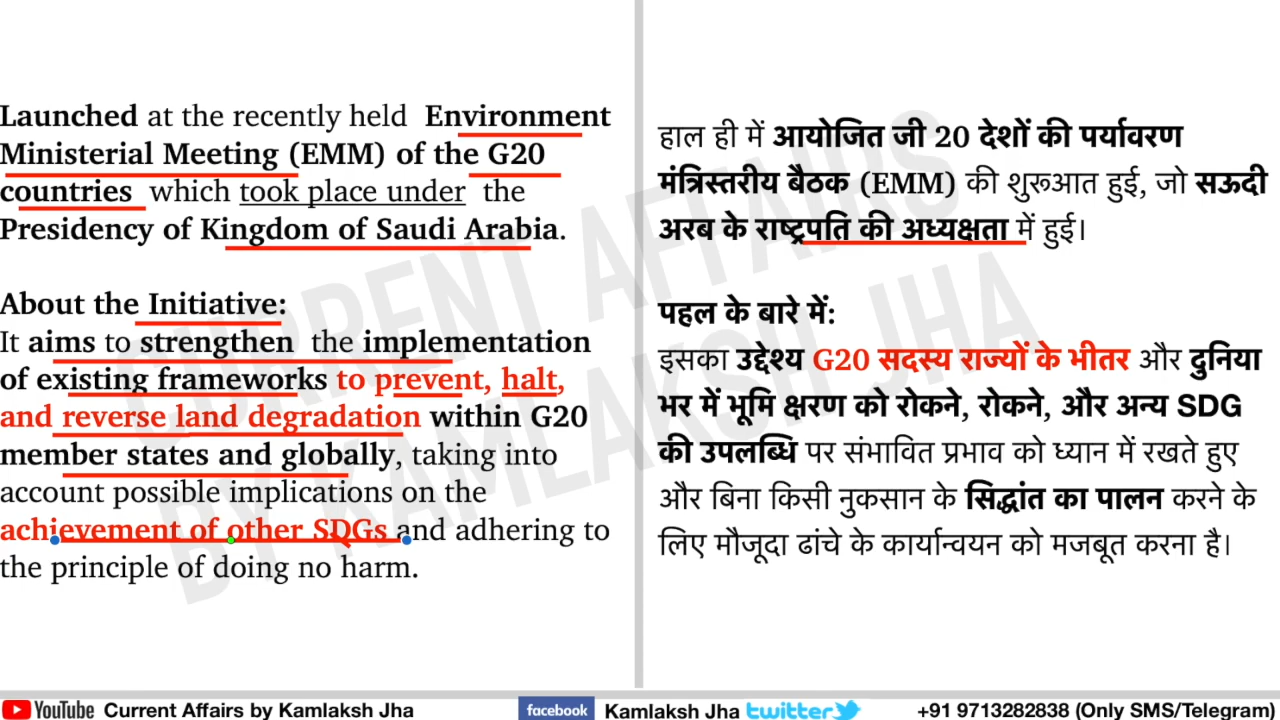 Launched at the recently held Environment
Ministerial Meeting (EMM) of the G20
countries which took place under the
Presidency of Kingdom of Saudi Arabia.
About the Initiative:
It aims to strengthen the implementation
of existing frameworks to prevent, halt,
and reverse land degradation within G20
member states and globally, taking into
account possible implications on the
achievement of other SDGs and adhering to
the principle of doing no harm.
हाल ही में आयोजित जी 20 देशों की पर्यावरण
मंत्रिस्तरीय बैठक (EMM) की शुरूआत हुई, जो सऊदी
अरब के राष्ट्रपति की अध्यक्षता में हुई।
पहल के बारे में:
इसका उद्देश्य G20 सदस्य राज्यों के भीतर और दुनिया
भर में भूमि क्षरण को रोकने, रोकने, और अन्य SDG
की उपलब्धि पर संभावित प्रभाव को ध्यान में रखते हुए
और बिना किसी नुकसान के सिद्धांत का पालन करने के
लिए मौजूदा ढांचे के कार्यान्वयन को मजबूत करना है।
CURRENT AFFAIRS
BY KAMLAKSH JHA
YouTube Current Affairs by Kamlaksh Jha
facebook Kamlaksh Jha twitter +91 9713282838 (Only SMS/Telegram)